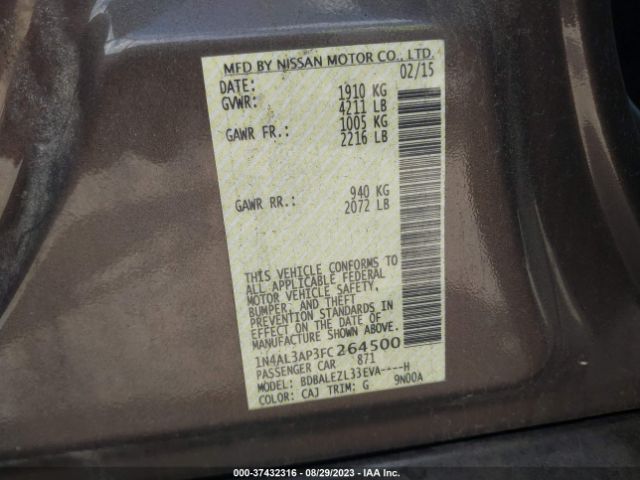 MFD BY NISSAN MOTOR CO., LTD.
DATE: 02/15
GVWR: 1910 KG
4211 LB
GAWR FR.: 1005 KG
2216 LB
GAWR RR.: 940 KG
2072 LB
THIS VEHICLE CONFORMS TO
ALL APPLICABLE FEDERAL
MOTOR VEHICLE SAFETY,
BUMPER, AND THEFT
PREVENTION STANDARDS IN
EFFECT ON THE DATE OF
MANUFACTURE SHOWN ABOVE.
1N4AL3AP3FC264500
PASSENGER CAR 871
MODEL: BDBALEZL33EVA----H
COLOR: CAJ TRIM: G 9N00A
000-37432316 - 08/29/2023 - IAA Inc.